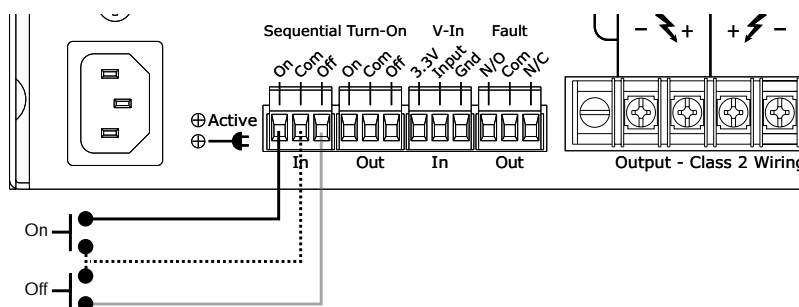 Sequential Turn-On V-In Fault
On Com Off On Com Off 3.3V Input Gnd N/O Com N/C
− + + −
Active
In Out In Out
Output - Class 2 Wiring
On
Off